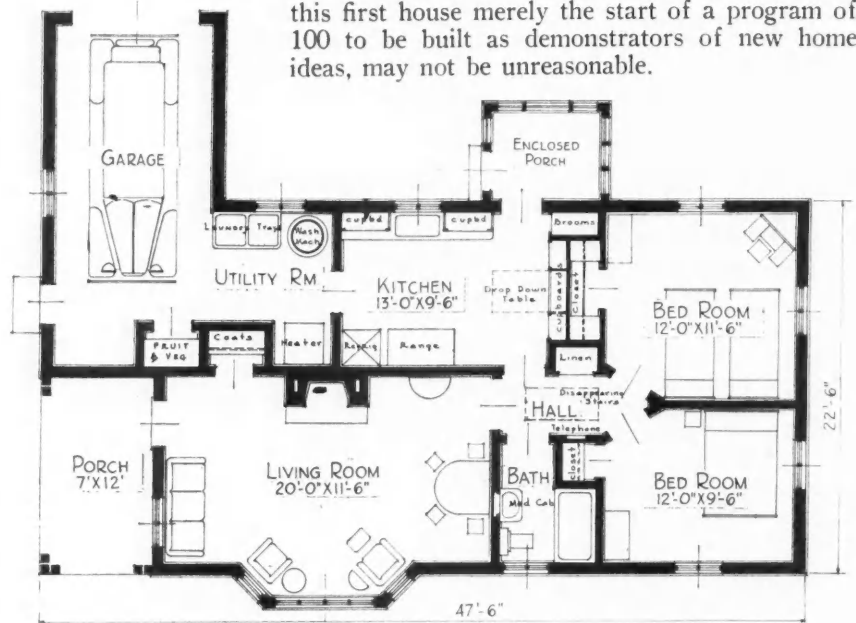 this first house merely the start of a program of
100 to be built as demonstrators of new home
ideas, may not be unreasonable.
GARAGE
ENCLOSED
PORCH
Laundry Trays
Wash
Mach
cupbd
cupbd
Brooms
UTILITY RM
KITCHEN
13'-0"X9'-6"
Drop Down
Table
Cupboards
Closet
BED ROOM
12'-0"X11'-6"
FRUIT
& VEG
Coats
Heater
Refrig
Range
Linen
Disappearing
Stairs
HALL
Telephone
22'-6"
PORCH
7'X12'
LIVING ROOM
20'-0"X11'-6"
BATH
Med Cab
Closet
BED ROOM
12'-0"X9'-6"
47'-6"